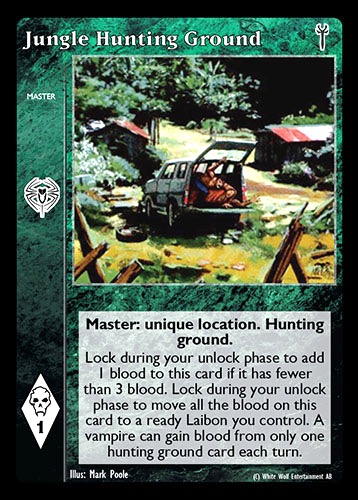 Jungle Hunting Ground
MASTER
Master: unique location. Hunting
ground.
Lock during your unlock phase to add
1 blood to this card if it has fewer
than 3 blood. Lock during your unlock
phase to move all the blood on this
card to a ready Laibon you control. A
vampire can gain blood from only one
hunting ground card each turn.
1
Illus: Mark Poole
(C) White Wolf Entertainment AB